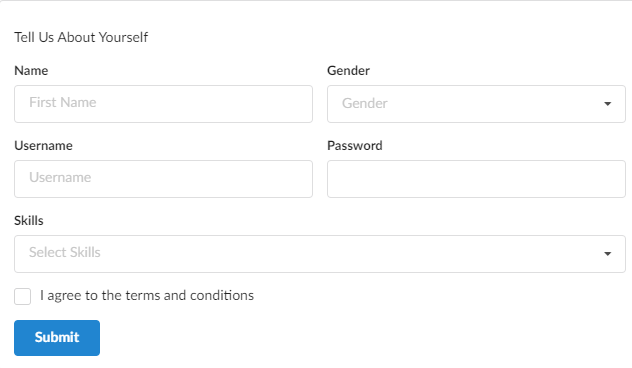 Tell Us About Yourself
Name Gender
First Name Gender
Username Password
Username
Skills
Select Skills
I agree to the terms and conditions
Submit